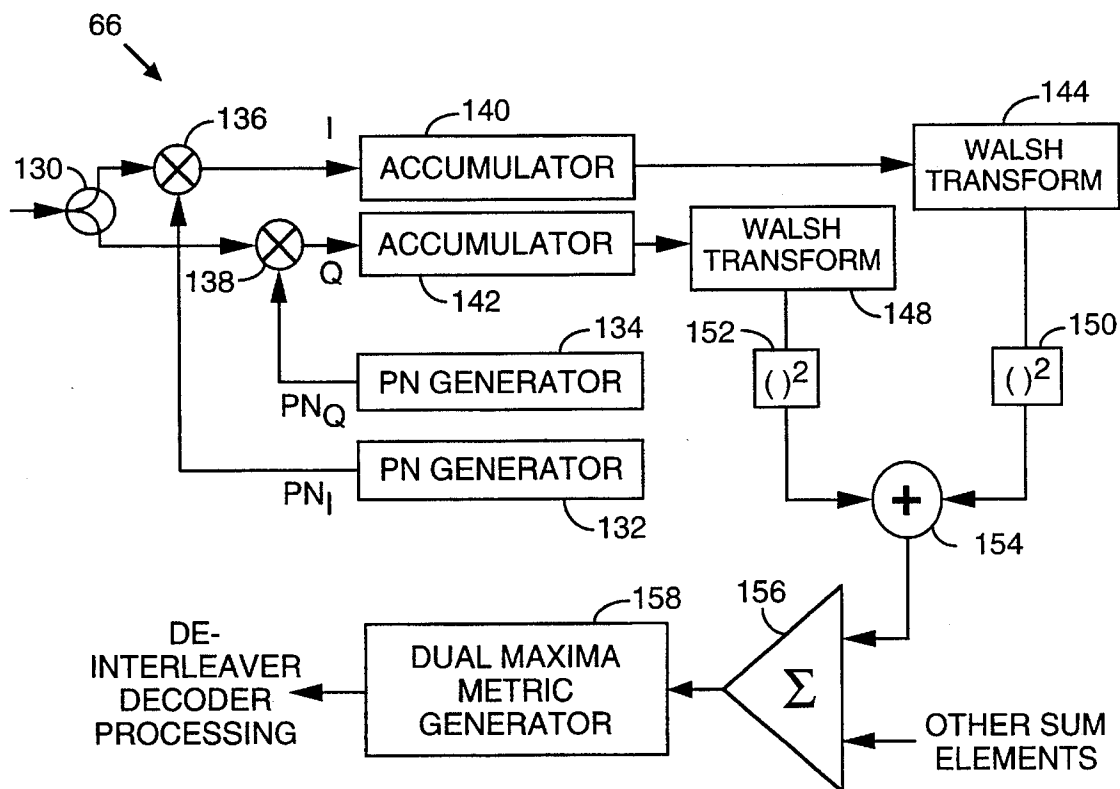 66
136
I
140
144
130
ACCUMULATOR
WALSH
TRANSFORM
ACCUMULATOR
WALSH
TRANSFORM
138
Q
142
148
134
152
150
PN GENERATOR
( )²
( )²
PN_Q
PN GENERATOR
PN_I
132
+
154
158
156
DE-
INTERLEAVER
DECODER
PROCESSING
DUAL MAXIMA
METRIC
GENERATOR
Σ
OTHER SUM
ELEMENTS